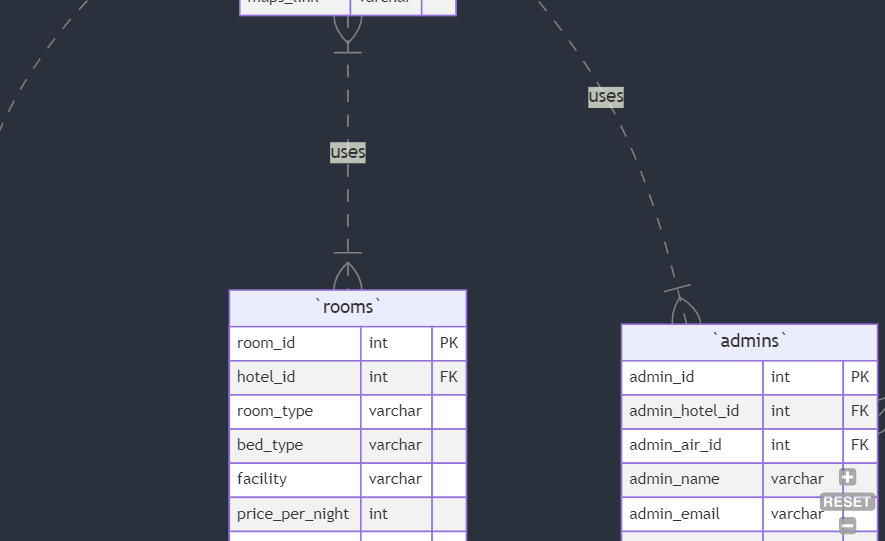 maps_link varchar
uses
uses
`rooms`
room_id int PK
hotel_id int FK
room_type varchar
bed_type varchar
facility varchar
price_per_night int
`admins`
admin_id int PK
admin_hotel_id int FK
admin_air_id int FK
admin_name varchar
admin_email varchar
RESET